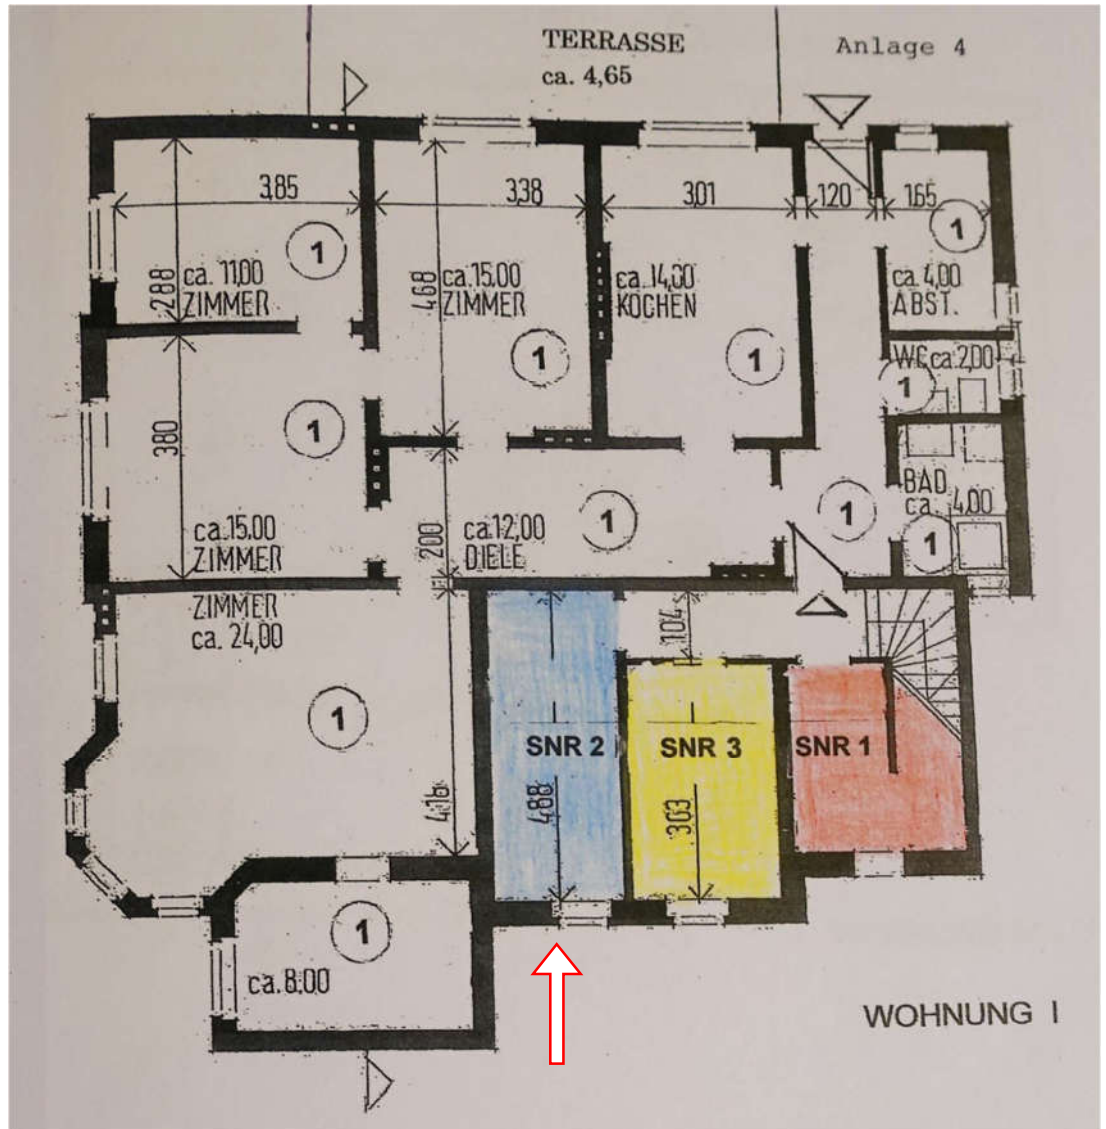 TERRASSE
ca. 4,65
Anlage 4
3,85
3,38
3,01
1,20
1,65
1
1
2,88
ca. 11,00
ZIMMER
4,68
ca. 15,00
ZIMMER
ca. 14,00
KOCHEN
ca. 4,00
ABST.
1
1
WC ca. 2,00
1
1
3,80
BAD
ca. 4,00
ca. 15,00
ZIMMER
2,00
ca. 12,00
DIELE
1
1
1
ZIMMER
ca. 24,00
1,04
1
SNR 2
SNR 3
SNR 1
4,16
4,88
3,63
1
ca. 8,00
WOHNUNG I